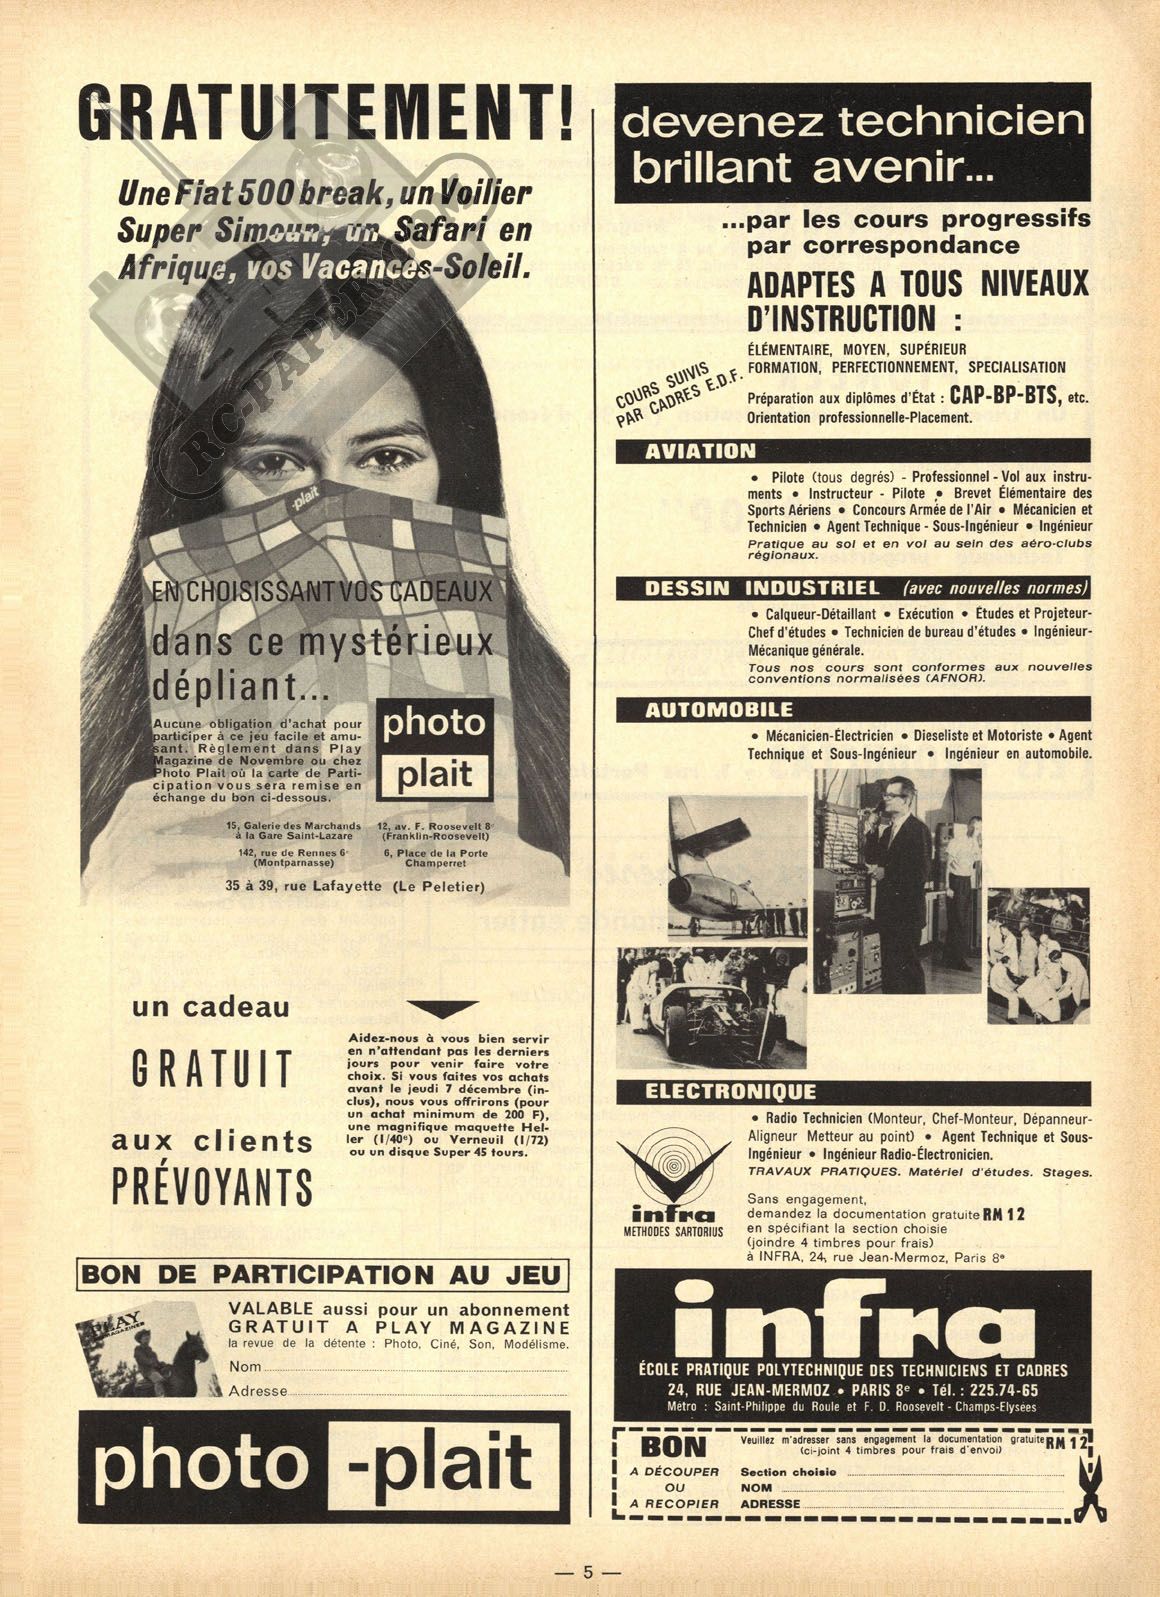 GRATUITEMENT!
Une Fiat 500 break, un Voilier
Super Simoun, un Safari en
Afrique, vos Vacances-Soleil.
RC-PAPERZ.COM
-plait
EN CHOISISSANT VOS CADEAUX
dans ce mystérieux
dépliant...
Aucune obligation d'achat pour
participer à ce jeu facile et amu-
sant. Règlement dans Play
Magazine de Novembre ou chez
Photo Plait où la carte de Parti-
cipation vous sera remise en
échange du bon ci-dessous.
photo
plait
15, Galerie des Marchands
à la Gare Saint-Lazare
12, av. F. Roosevelt 8e
(Franklin-Roosevelt)
142, rue de Rennes 6e
(Montparnasse)
6, Place de la Porte
Champerret
35 à 39, rue Lafayette (Le Peletier)
un cadeau
GRATUIT
aux clients
PRÉVOYANTS
Aidez-nous à vous bien servir
en n'attendant pas les derniers
jours pour venir faire votre
choix. Si vous faites vos achats
avant le jeudi 7 décembre (in-
clus), nous vous offrirons (pour
un achat minimum de 200 F),
une magnifique maquette Hel-
ler (1/40e) ou Verneuil (1/72)
ou un disque Super 45 tours.
BON DE PARTICIPATION AU JEU
PLAY
MAGAZINE
VALABLE aussi pour un abonnement
GRATUIT A PLAY MAGAZINE
la revue de la détente : Photo, Ciné, Son, Modélisme.
Nom
Adresse
photo -plait
devenez technicien
brillant avenir...
...par les cours progressifs
par correspondance
ADAPTES A TOUS NIVEAUX
D'INSTRUCTION :
ÉLÉMENTAIRE, MOYEN, SUPÉRIEUR
FORMATION, PERFECTIONNEMENT, SPECIALISATION
Préparation aux diplômes d'État : CAP-BP-BTS, etc.
Orientation professionnelle-Placement.
COURS SUIVIS
PAR CADRES E.D.F.
AVIATION
• Pilote (tous degrés) - Professionnel - Vol aux instru-
ments • Instructeur - Pilote • Brevet Élémentaire des
Sports Aériens • Concours Armée de l'Air • Mécanicien et
Technicien • Agent Technique - Sous-Ingénieur • Ingénieur
Pratique au sol et en vol au sein des aéro-clubs
régionaux.
DESSIN INDUSTRIEL (avec nouvelles normes)
• Calqueur-Détaillant • Exécution • Études et Projeteur-
Chef d'études • Technicien de bureau d'études • Ingénieur-
Mécanique générale.
Tous nos cours sont conformes aux nouvelles
conventions normalisées (AFNOR).
AUTOMOBILE
• Mécanicien-Électricien • Dieseliste et Motoriste • Agent
Technique et Sous-Ingénieur • Ingénieur en automobile.
ELECTRONIQUE
• Radio Technicien (Monteur, Chef-Monteur, Dépanneur-
Aligneur Metteur au point) • Agent Technique et Sous-
Ingénieur • Ingénieur Radio-Électronicien.
TRAVAUX PRATIQUES. Matériel d'études. Stages.
infra
METHODES SARTORIUS
Sans engagement,
demandez la documentation gratuite RM 12
en spécifiant la section choisie
(joindre 4 timbres pour frais)
à INFRA, 24, rue Jean-Mermoz, Paris 8e
infra
ÉCOLE PRATIQUE POLYTECHNIQUE DES TECHNICIENS ET CADRES
24, RUE JEAN-MERMOZ • PARIS 8e • Tél. : 225.74-65
Métro : Saint-Philippe du Roule et F. D. Roosevelt - Champs-Elysées
BON
A DÉCOUPER
OU
A RECOPIER
Veuillez m'adresser sans engagement la documentation gratuite RM 12
(ci-joint 4 timbres pour frais d'envoi)
Section choisie
NOM
ADRESSE
— 5 —